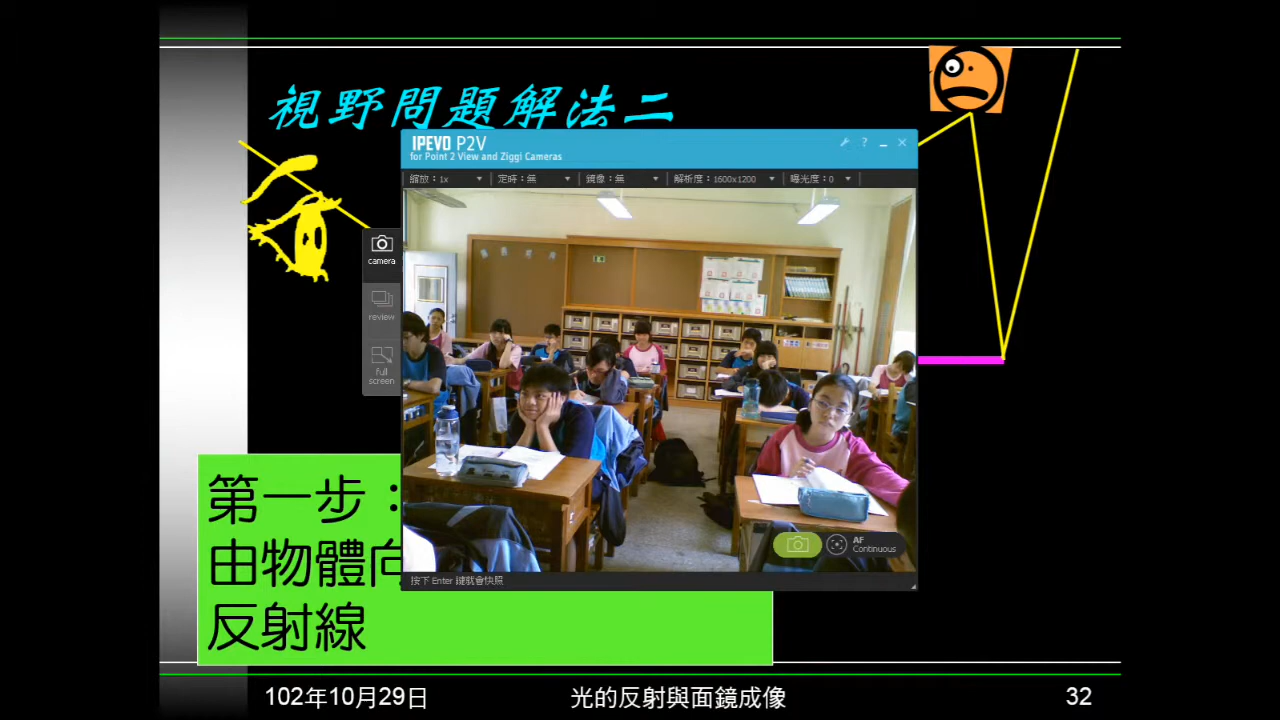 視野問題解法二
IPEVO P2V
for Point 2 View and Ziggi Cameras
縮放：1x
定時：無
鏡像：無
解析度：1600x1200
曝光度：0
camera
review
full
screen
AF
Continuous
按下 Enter 鍵就會快照
第一步：
由物體向
反射線
102年10月29日
光的反射與面鏡成像
32